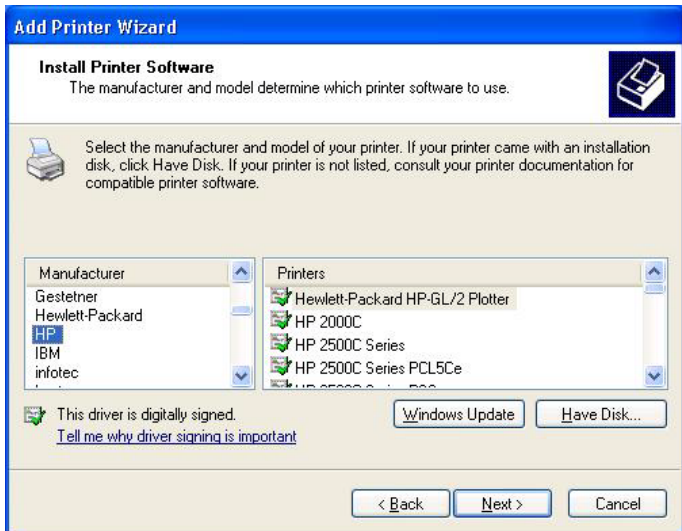 Add Printer Wizard
Install Printer Software
The manufacturer and model determine which printer software to use.
Select the manufacturer and model of your printer. If your printer came with an installation
disk, click Have Disk. If your printer is not listed, consult your printer documentation for
compatible printer software.
Manufacturer
Gestetner
Hewlett-Packard
HP
IBM
infotec
Printers
Hewlett-Packard HP-GL/2 Plotter
HP 2000C
HP 2500C Series
HP 2500C Series PCL5Ce
This driver is digitally signed.
Tell me why driver signing is important
Windows Update
Have Disk...
< Back
Next >
Cancel